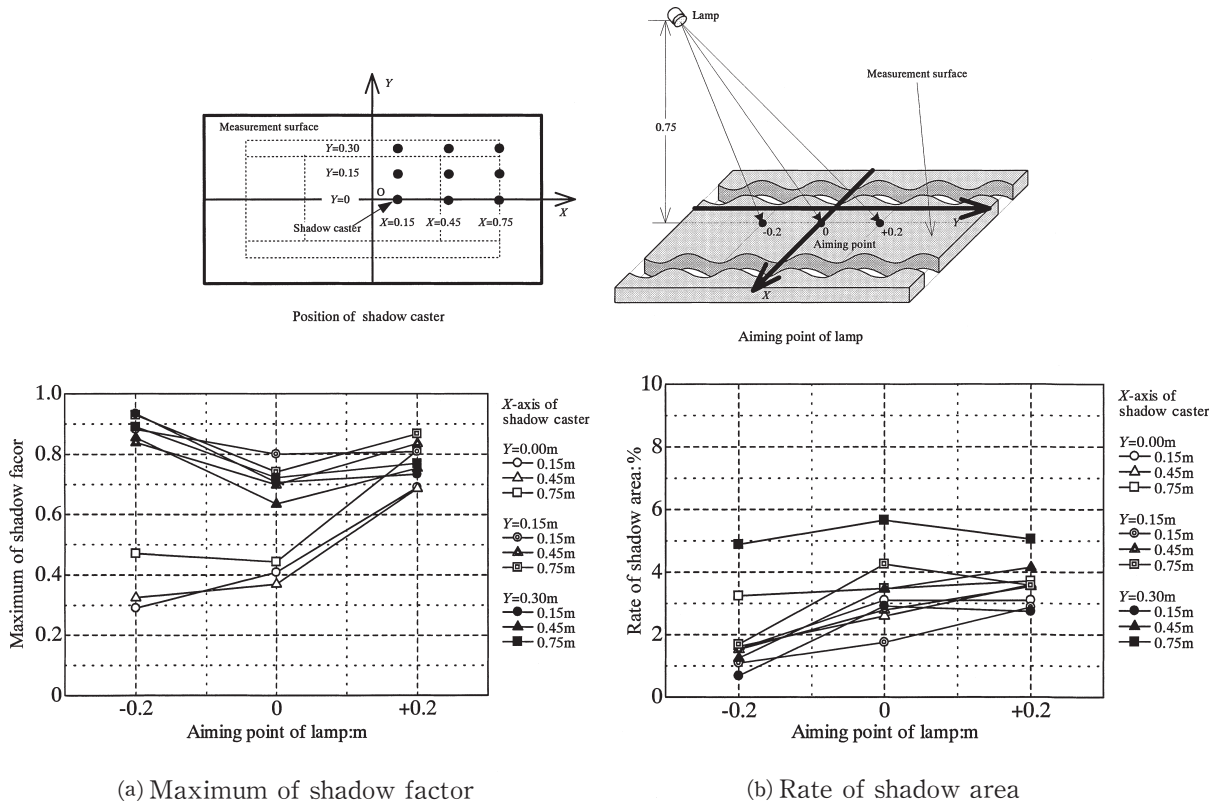 Y
Measurement surface
Y=0.30
Y=0.15
Y=0
O
X
Shadow caster
X=0.15 X=0.45 X=0.75
Position of shadow caster
Lamp
Measurement surface
0.75
-0.2
0
+0.2
Y
Aiming point
X
Aiming point of lamp
Maximum of shadow facor
1.0
0.8
0.6
0.4
0.2
0
-0.2 0 +0.2
Aiming point of lamp:m
X-axis of
shadow caster
Y=0.00m
0.15m
0.45m
0.75m
Y=0.15m
0.15m
0.45m
0.75m
Y=0.30m
0.15m
0.45m
0.75m
(a) Maximum of shadow factor
Rate of shadow area:%
10
8
6
4
2
0
-0.2 0 +0.2
Aiming point of lamp:m
X-axis of
shadow caster
Y=0.00m
0.15m
0.45m
0.75m
Y=0.15m
0.15m
0.45m
0.75m
Y=0.30m
0.15m
0.45m
0.75m
(b) Rate of shadow area